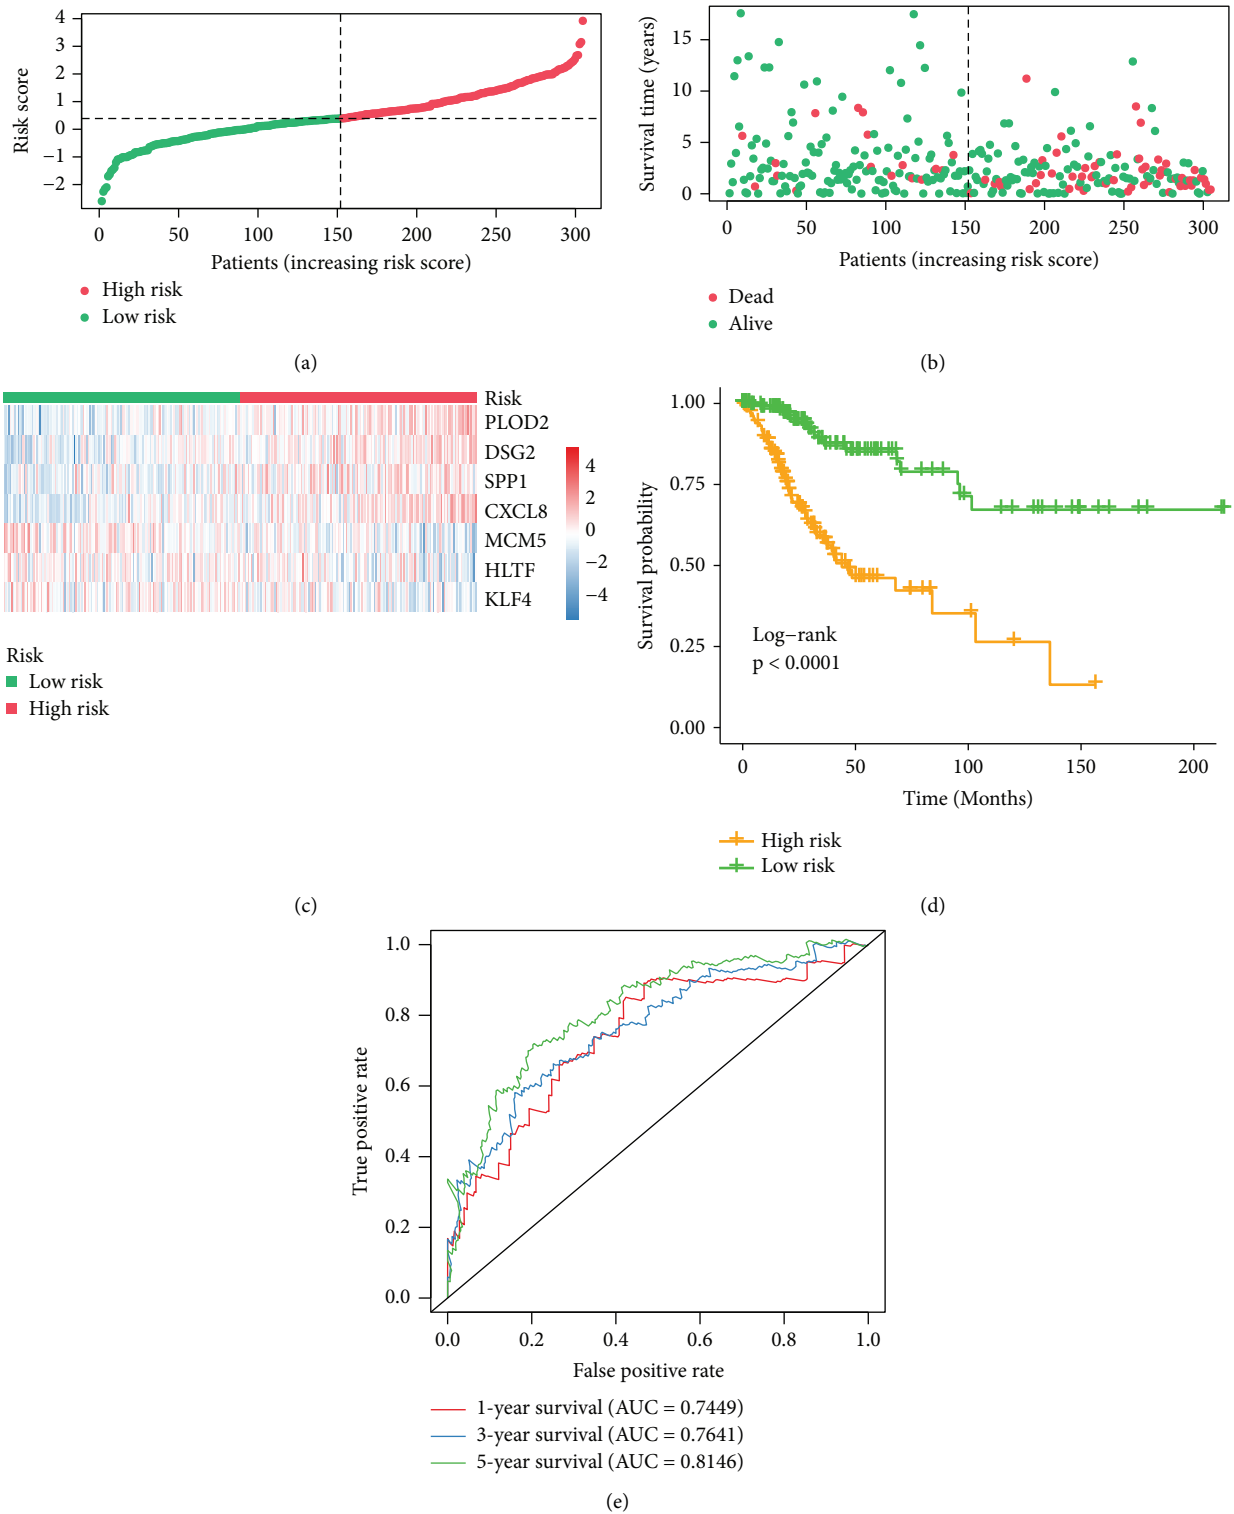 4
3
2
1
0
−1
−2
Risk score
0 50 100 150 200 250 300
Patients (increasing risk score)
High risk
Low risk
(a)
15
10
5
0
Survival time (years)
0 50 100 150 200 250 300
Patients (increasing risk score)
Dead
Alive
(b)
Risk
PLOD2
DSG2
SPP1
CXCL8
MCM5
HLTF
KLF4
4
2
0
−2
−4
Risk
Low risk
High risk
(c)
1.00
0.75
0.50
0.25
0.00
Survival probability
Log−rank
p < 0.0001
0 50 100 150 200
Time (Months)
High risk
Low risk
(d)
1.0
0.8
0.6
0.4
0.2
0.0
True positive rate
0.0 0.2 0.4 0.6 0.8 1.0
False positive rate
1-year survival (AUC = 0.7449)
3-year survival (AUC = 0.7641)
5-year survival (AUC = 0.8146)
(e)